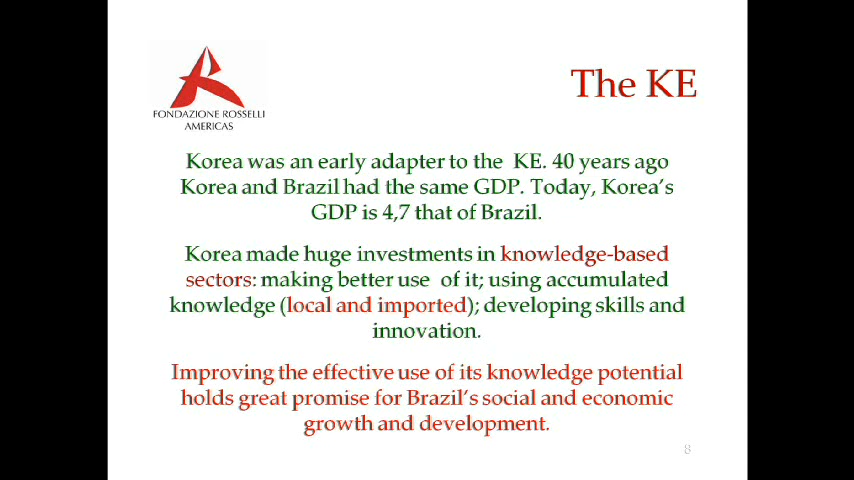 FONDAZIONE ROSSELLI
AMERICAS
The KE
Korea was an early adapter to the KE. 40 years ago
Korea and Brazil had the same GDP. Today, Korea's
GDP is 4,7 that of Brazil.
Korea made huge investments in knowledge-based
sectors: making better use of it; using accumulated
knowledge (local and imported); developing skills and
innovation.
Improving the effective use of its knowledge potential
holds great promise for Brazil's social and economic
growth and development.
8